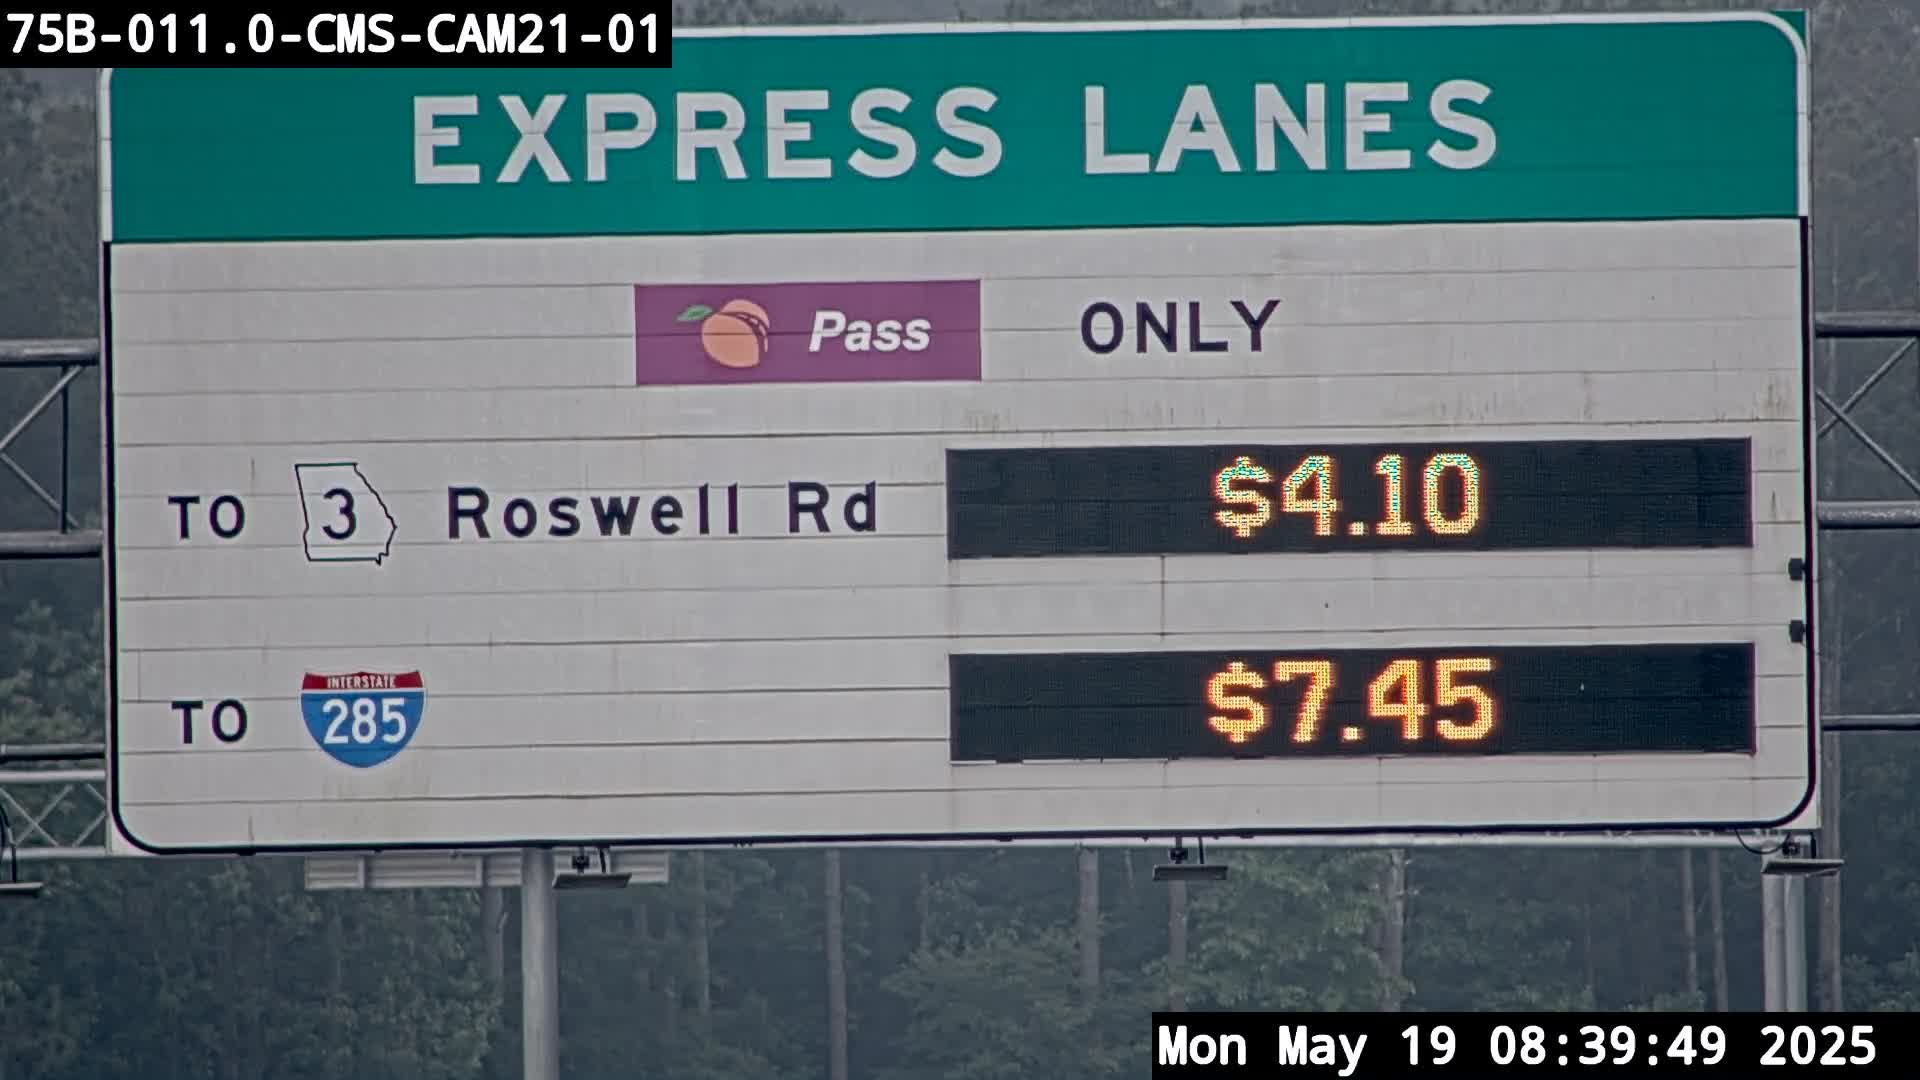 75B-011.0-CMS-CAM21-01
EXPRESS LANES
Pass ONLY
TO 3 Roswell Rd $4.10
TO INTERSTATE 285 $7.45
Mon May 19 08:39:49 2025